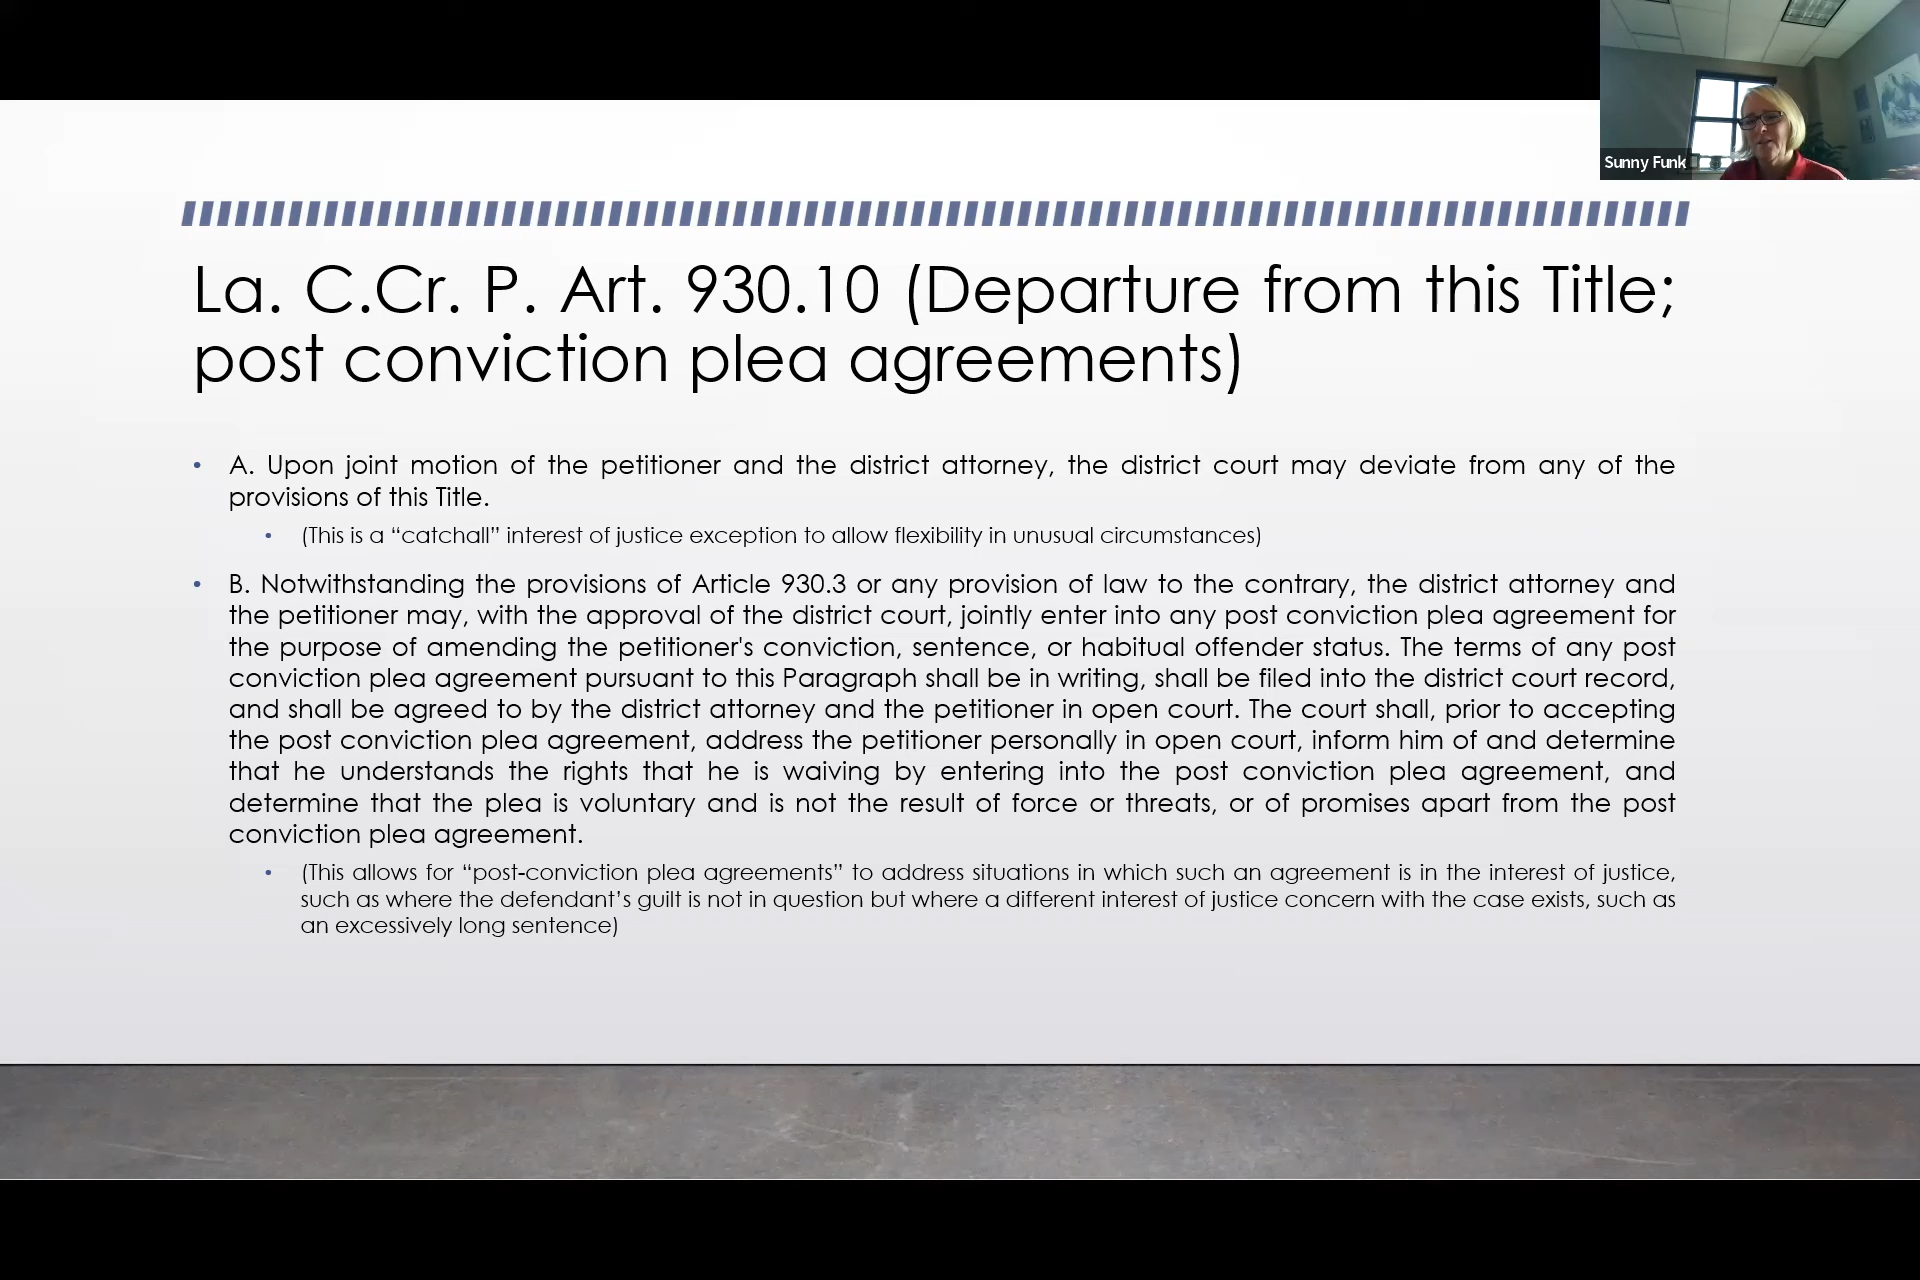 Sunny Funk
La. C.Cr. P. Art. 930.10 (Departure from this Title;
post conviction plea agreements)
• A. Upon joint motion of the petitioner and the district attorney, the district court may deviate from any of the
provisions of this Title.
• (This is a “catchall” interest of justice exception to allow flexibility in unusual circumstances)
• B. Notwithstanding the provisions of Article 930.3 or any provision of law to the contrary, the district attorney and
the petitioner may, with the approval of the district court, jointly enter into any post conviction plea agreement for
the purpose of amending the petitioner's conviction, sentence, or habitual offender status. The terms of any post
conviction plea agreement pursuant to this Paragraph shall be in writing, shall be filed into the district court record,
and shall be agreed to by the district attorney and the petitioner in open court. The court shall, prior to accepting
the post conviction plea agreement, address the petitioner personally in open court, inform him of and determine
that he understands the rights that he is waiving by entering into the post conviction plea agreement, and
determine that the plea is voluntary and is not the result of force or threats, or of promises apart from the post
conviction plea agreement.
• (This allows for “post-conviction plea agreements” to address situations in which such an agreement is in the interest of justice,
such as where the defendant’s guilt is not in question but where a different interest of justice concern with the case exists, such as
an excessively long sentence)